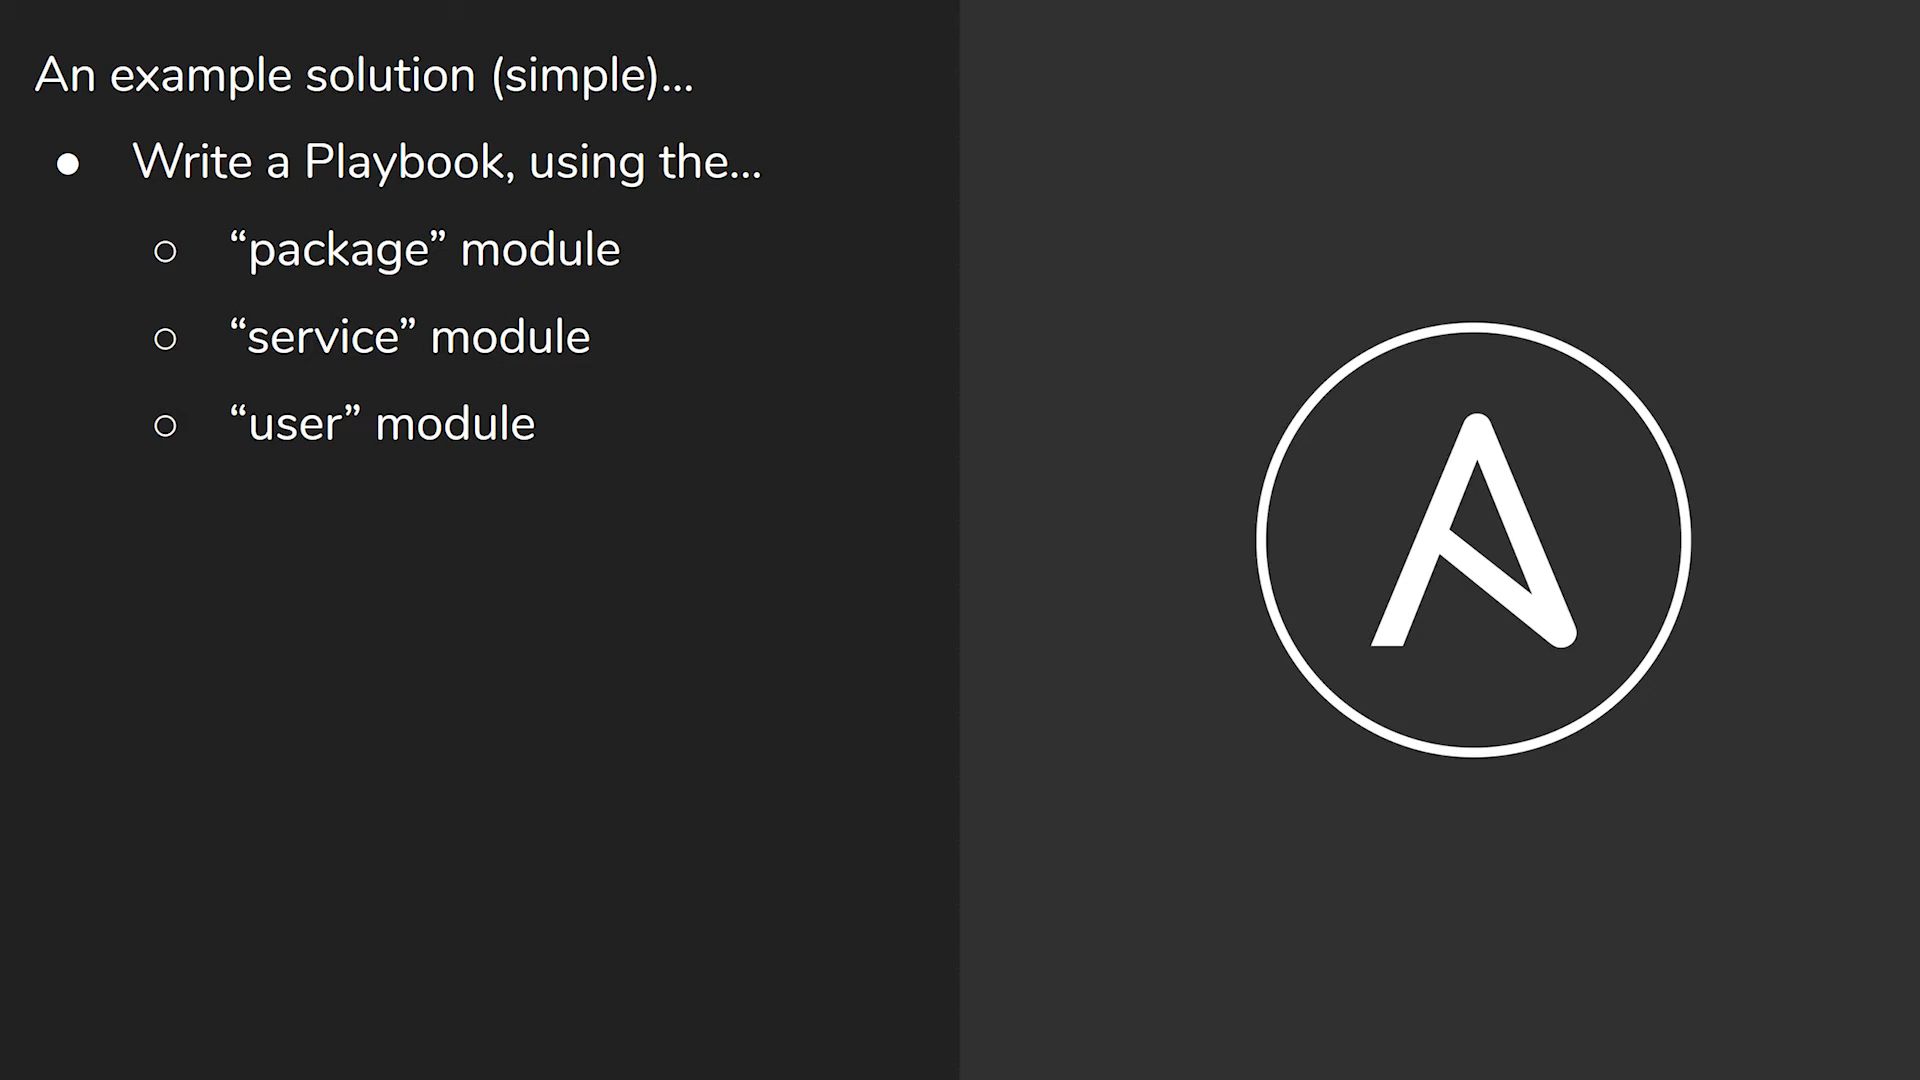 An example solution (simple)...
● Write a Playbook, using the...
○ “package” module
○ “service” module
○ “user” module